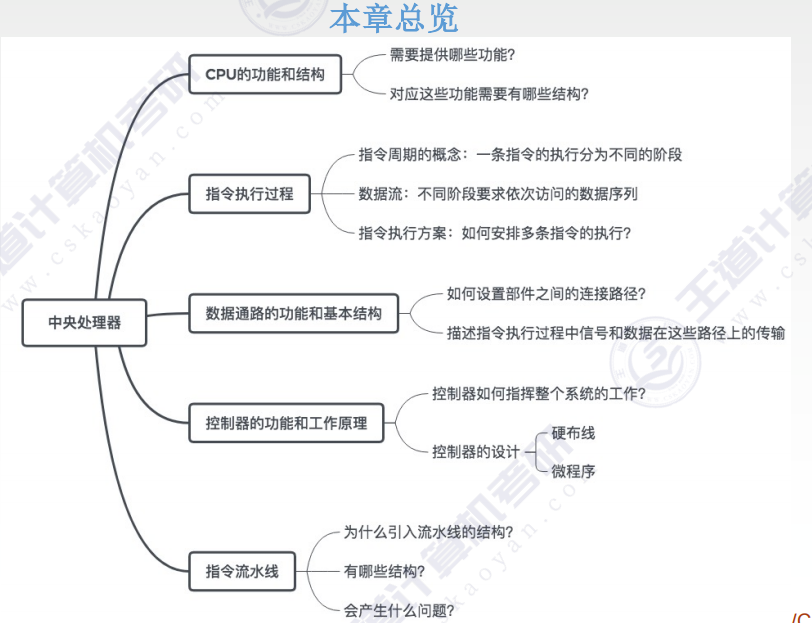 本章总览
CPU的功能和结构
需要提供哪些功能?
对应这些功能需要有哪些结构?
指令执行过程
指令周期的概念：一条指令的执行分为不同的阶段
数据流：不同阶段要求依次访问的数据序列
指令执行方案：如何安排多条指令的执行?
中央处理器
数据通路的功能和基本结构
如何设置部件之间的连接路径?
描述指令执行过程中信号和数据在这些路径上的传输
控制器的功能和工作原理
控制器如何指挥整个系统的工作?
控制器的设计
硬布线
微程序
指令流水线
为什么引入流水线的结构?
有哪些结构?
会产生什么问题?
王道计算机考研
www.cskaoyan.com
/C